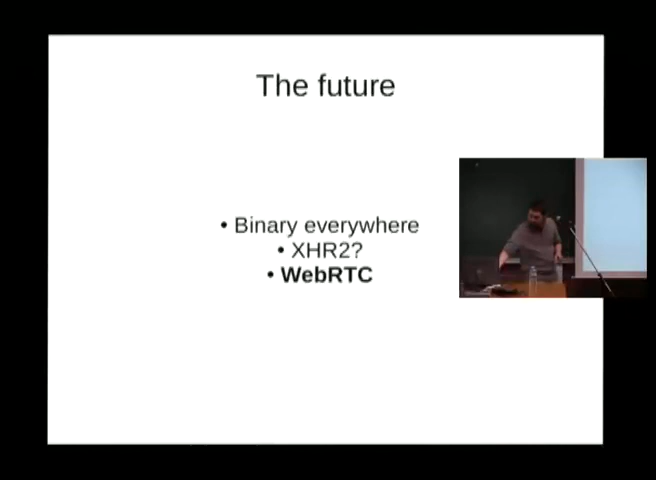 The future
• Binary everywhere
• XHR2?
• WebRTC